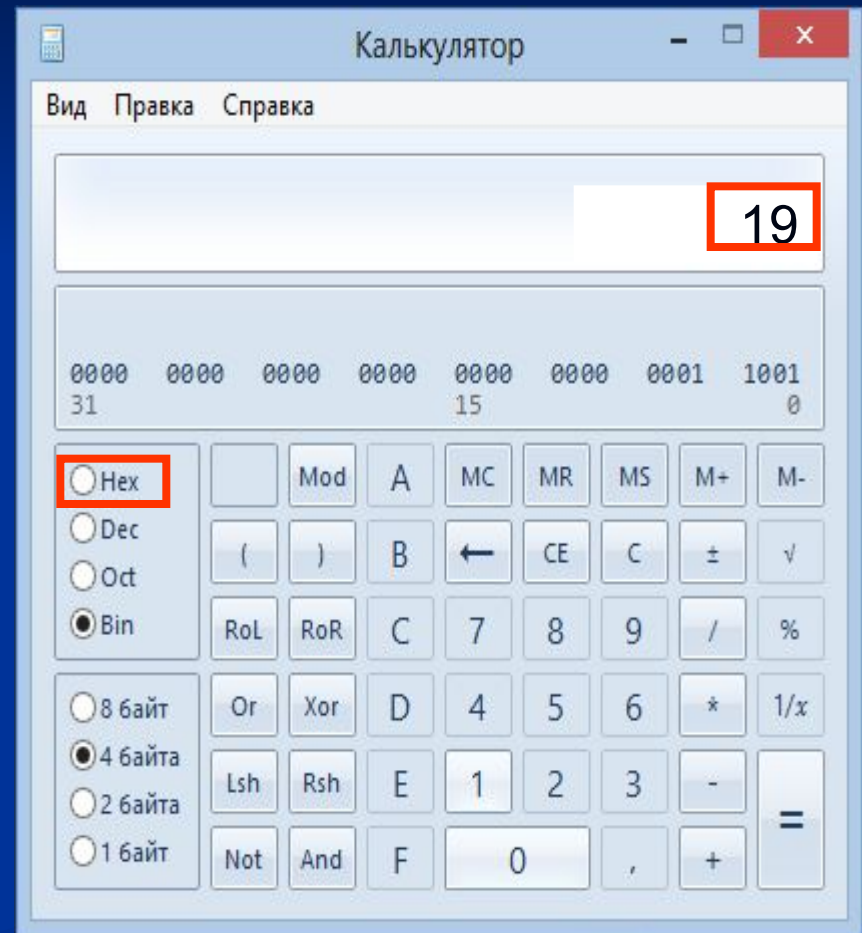 Калькулятор
Вид Правка Справка
19
0000 0000 0000 0000 0000 0000 0001 1001
31 15 0
Hex Mod A MC MR MS M+ M-
Dec
Oct
( ) B ← CE C ± √
Bin RoL RoR C 7 8 9 / %
8 байт Or Xor D 4 5 6 * 1/x
4 байта
2 байта
Lsh Rsh E 1 2 3 - =
1 байт Not And F 0 , +